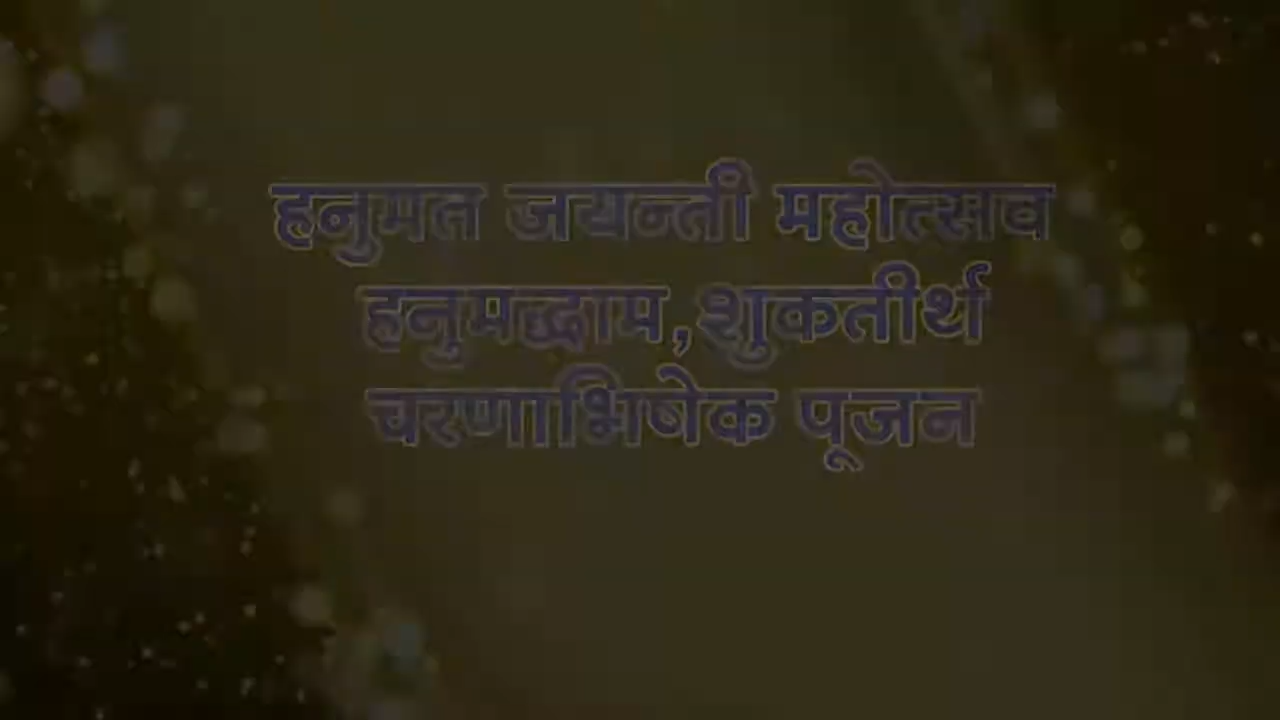 हनुमत जयन्ती महोत्सव
हनुमद्धाम,शुकतीर्थ
चरणाभिषेक पूजन